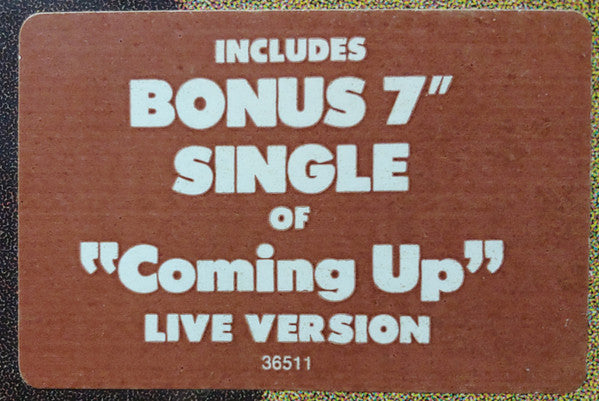 INCLUDES
BONUS 7"
SINGLE
OF
"Coming Up"
LIVE VERSION
36511